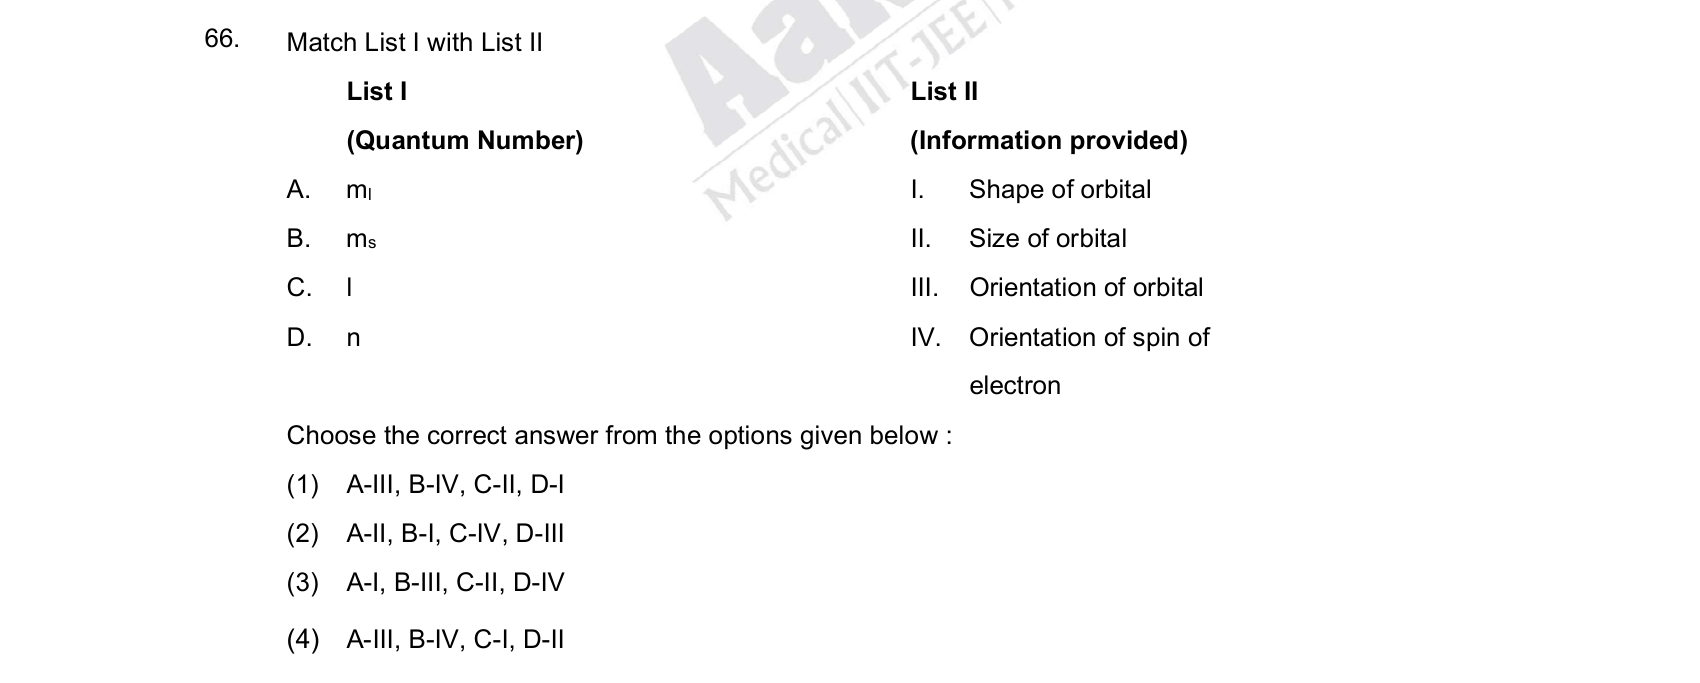 66. Match List I with List II
List I List II
(Quantum Number) (Information provided)
A. mₗ I. Shape of orbital
B. mₛ II. Size of orbital
C. l III. Orientation of orbital
D. n IV. Orientation of spin of
electron
Choose the correct answer from the options given below :
(1) A-III, B-IV, C-II, D-I
(2) A-II, B-I, C-IV, D-III
(3) A-I, B-III, C-II, D-IV
(4) A-III, B-IV, C-I, D-II
Medical|IIT-JEE|